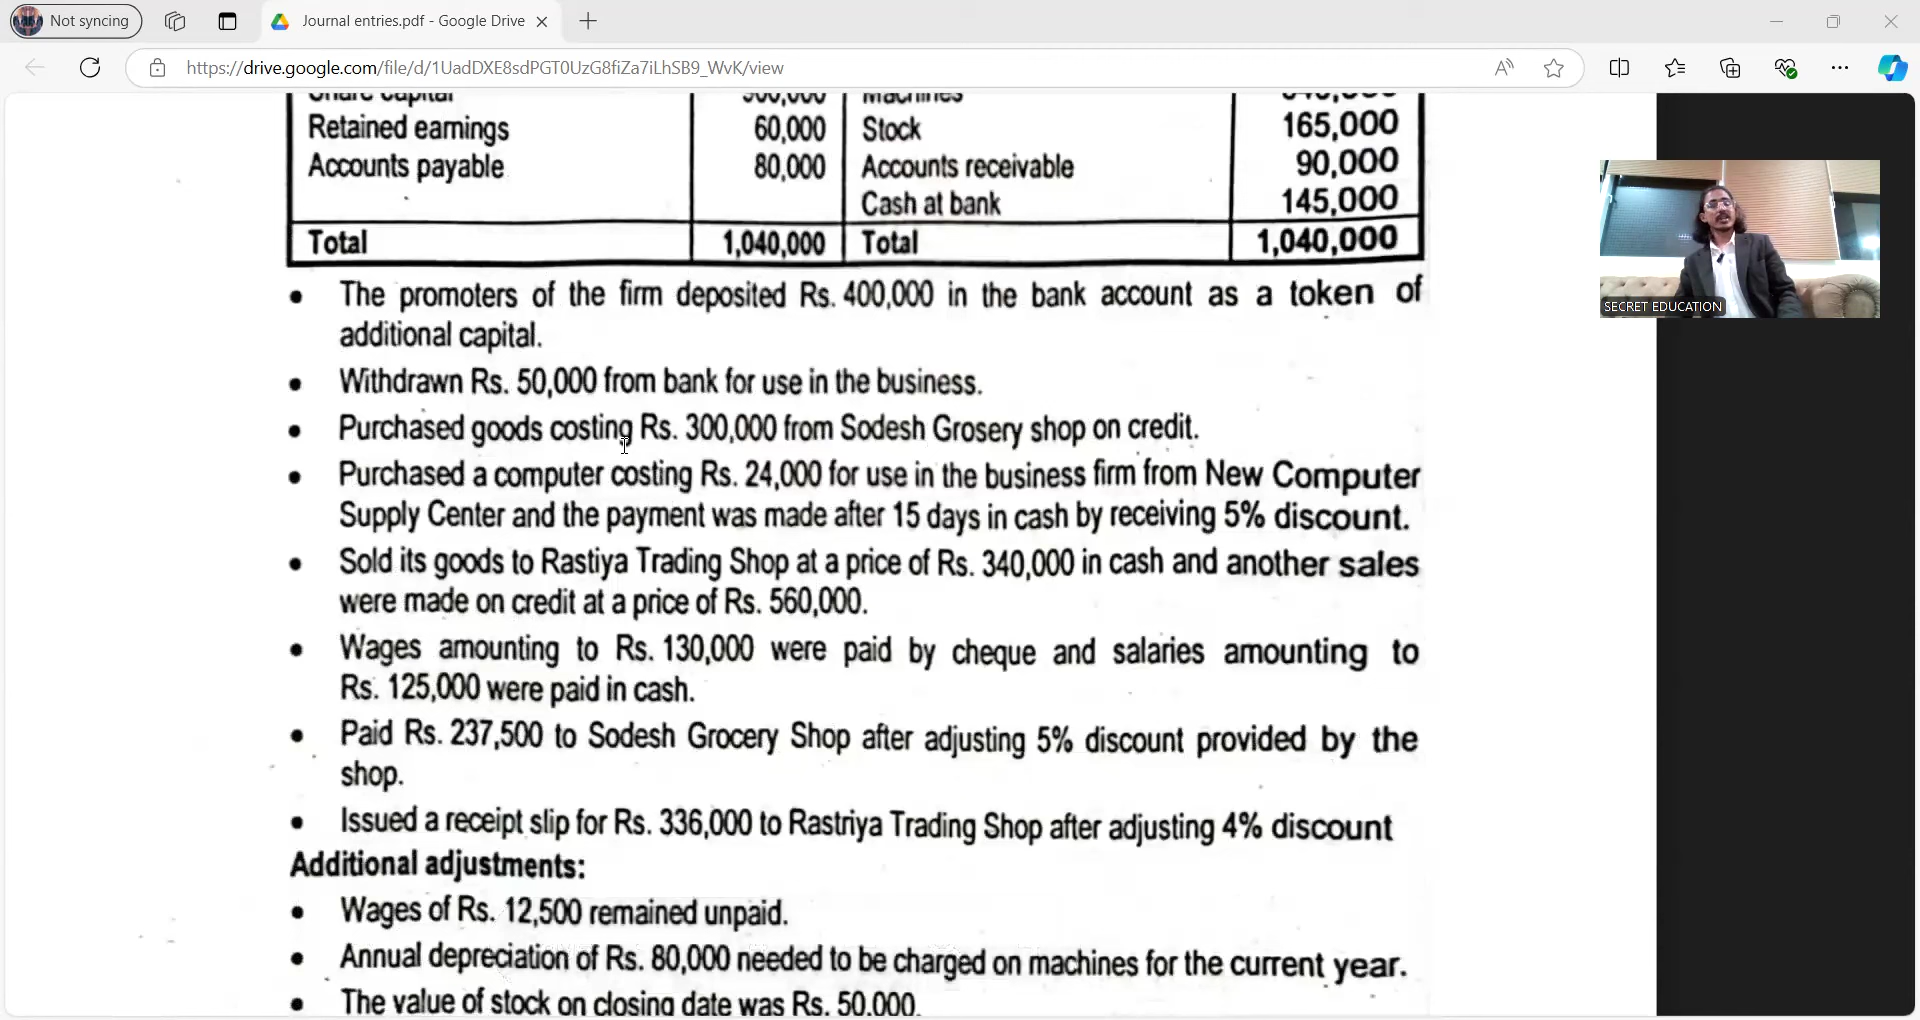 Not syncing
Journal entries.pdf - Google Drive
https://drive.google.com/file/d/1UadDXE8sdPGT0UzG8fiZa7iLhSB9_WvK/view
Share capital Machines
Retained earnings 60,000 Stock 165,000
Accounts payable 80,000 Accounts receivable 90,000
Cash at bank 145,000
Total 1,040,000 Total 1,040,000
• The promoters of the firm deposited Rs. 400,000 in the bank account as a token of
additional capital.
• Withdrawn Rs. 50,000 from bank for use in the business.
• Purchased goods costing Rs. 300,000 from Sodesh Grosery shop on credit.
• Purchased a computer costing Rs. 24,000 for use in the business firm from New Computer
Supply Center and the payment was made after 15 days in cash by receiving 5% discount.
• Sold its goods to Rastiya Trading Shop at a price of Rs. 340,000 in cash and another sales
were made on credit at a price of Rs. 560,000.
• Wages amounting to Rs. 130,000 were paid by cheque and salaries amounting to
Rs. 125,000 were paid in cash.
• Paid Rs. 237,500 to Sodesh Grocery Shop after adjusting 5% discount provided by the
shop.
• Issued a receipt slip for Rs. 336,000 to Rastriya Trading Shop after adjusting 4% discount
Additional adjustments:
• Wages of Rs. 12,500 remained unpaid.
• Annual depreciation of Rs. 80,000 needed to be charged on machines for the current year.
• The value of stock on closing date was Rs. 50,000.
SECRET EDUCATION